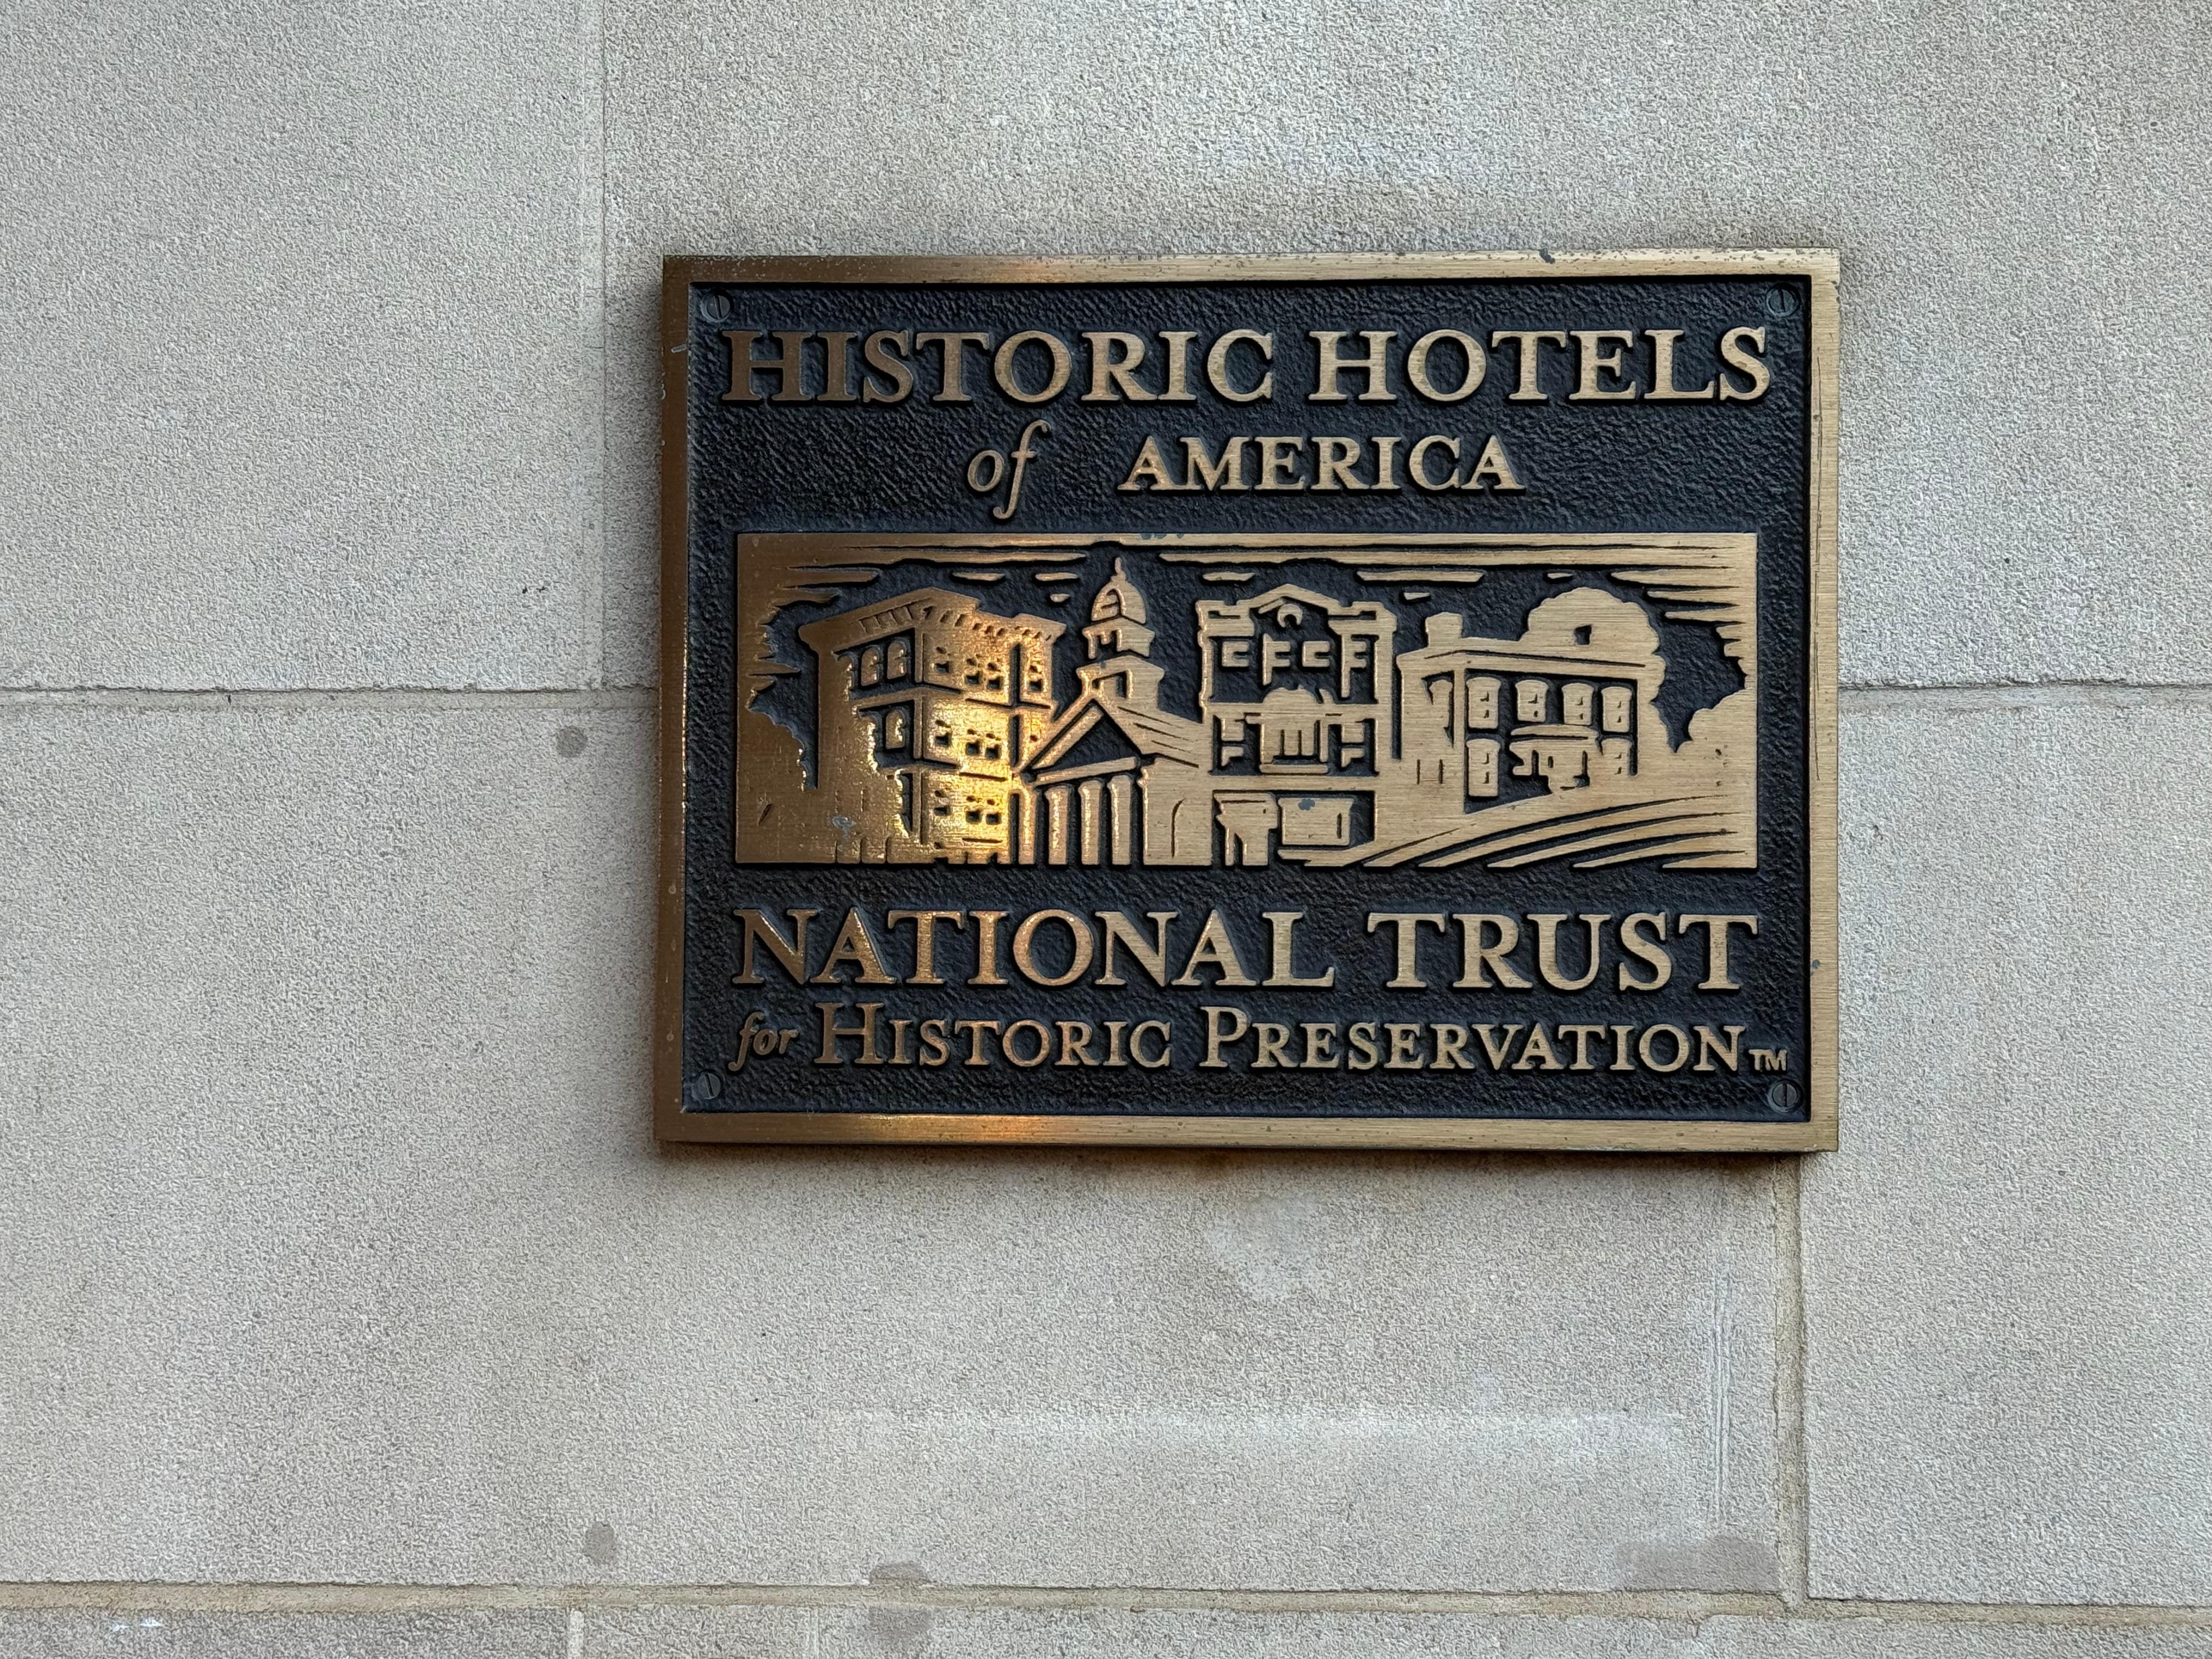 HISTORIC HOTELS
of AMERICA
NATIONAL TRUST
for HISTORIC PRESERVATION™